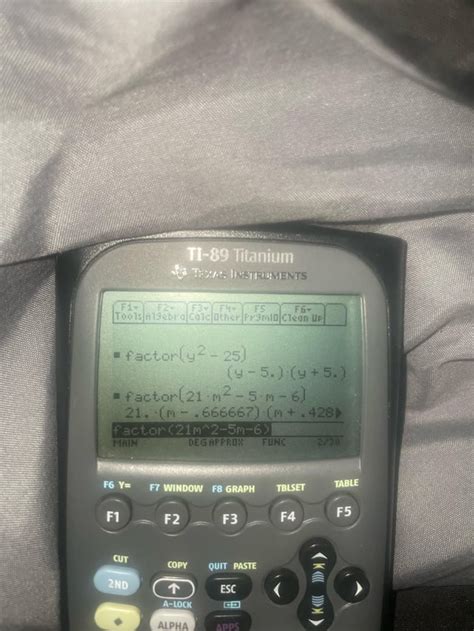 TI-89 Titanium
TEXAS INSTRUMENTS
F1▾ F2▾ F3▾ F4▾ F5 F6▾
Tools Algebra Calc Other PrgmIO Clean Up
▪ factor(y² - 25)
(y - 5.)·(y + 5.)
▪ factor(21·m² - 5·m - 6)
21.·(m - .666667)·(m + .428▶
factor(21m^2-5m-6)
MAIN DEG APPROX FUNC 2/30
F6 Y= F7 WINDOW F8 GRAPH TBLSET TABLE
F1 F2 F3 F4 F5
CUT COPY QUIT PASTE
2ND ↑ ESC
A-LOCK
ALPHA APPS